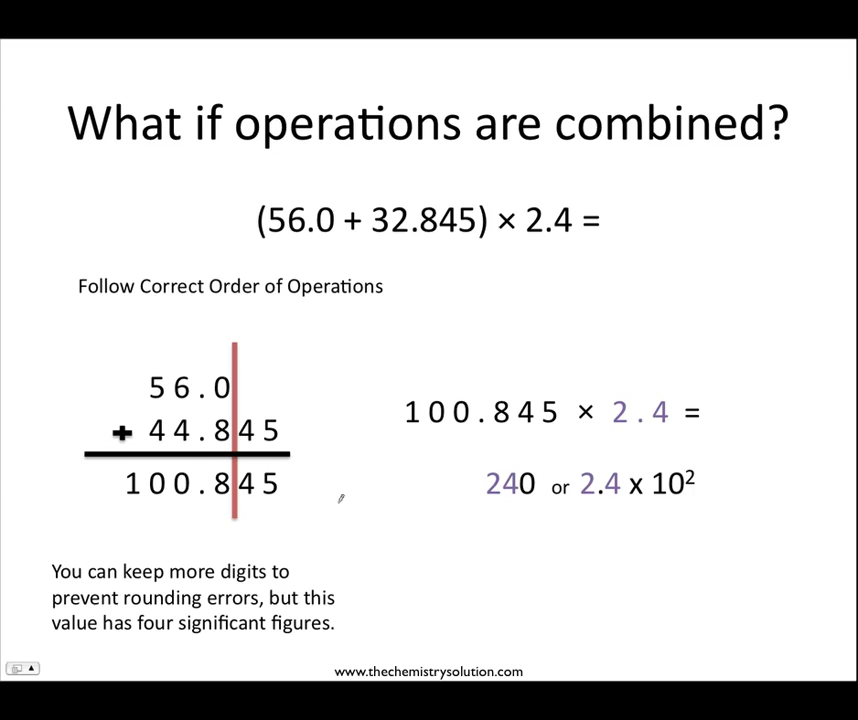 What if operations are combined?
(56.0 + 32.845) × 2.4 =
Follow Correct Order of Operations
56.0
+ 44.845
100.845
100.845 × 2.4 =
240 or 2.4 x 10²
You can keep more digits to
prevent rounding errors, but this
value has four significant figures.
www.thechemistrysolution.com